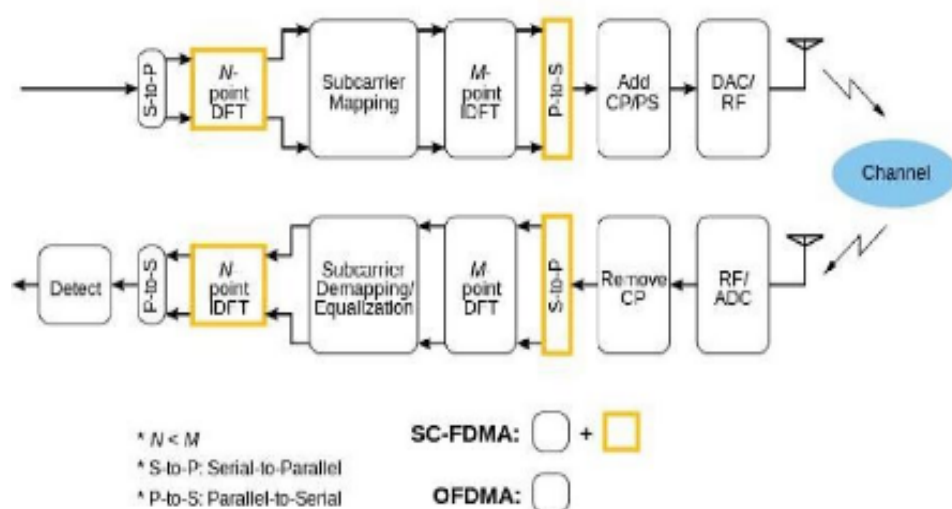 S-to-P
N-
point
DFT
Subcarrier
Mapping
M-
point
IDFT
P-to-S
Add
CP/PS
DAC/
RF
Channel
Detect
P-to-S
N-
point
IDFT
Subcarrier
Demapping/
Equalization
M-
point
DFT
S-to-P
Remove
CP
RF/
ADC
* N < M
* S-to-P: Serial-to-Parallel
* P-to-S: Parallel-to-Serial
SC-FDMA: +
OFDMA: